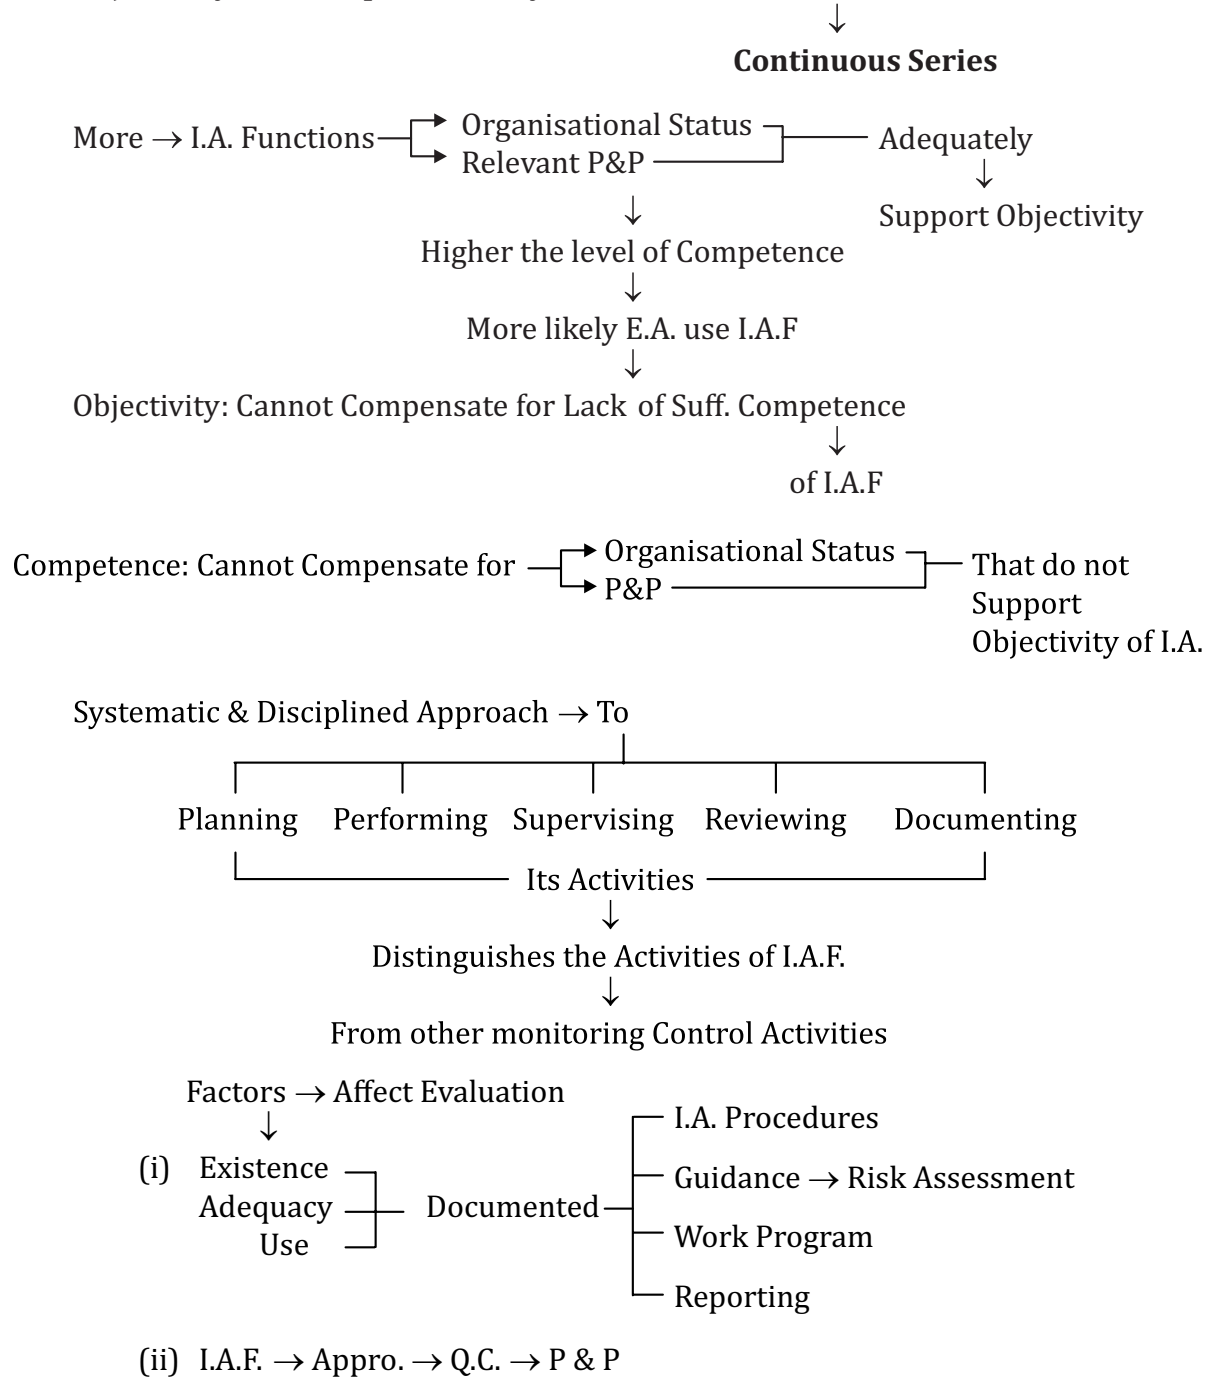 Continuous Series
More → I.A. Functions
Organisational Status
Relevant P&P
Adequately
Support Objectivity
Higher the level of Competence
More likely E.A. use I.A.F
Objectivity: Cannot Compensate for Lack of Suff. Competence
of I.A.F
Competence: Cannot Compensate for
Organisational Status
P&P
That do not
Support
Objectivity of I.A.
Systematic & Disciplined Approach → To
Planning Performing Supervising Reviewing Documenting
Its Activities
Distinguishes the Activities of I.A.F.
From other monitoring Control Activities
Factors → Affect Evaluation
(i) Existence
Adequacy
Use
Documented
I.A. Procedures
Guidance → Risk Assessment
Work Program
Reporting
(ii) I.A.F. → Appro. → Q.C. → P & P